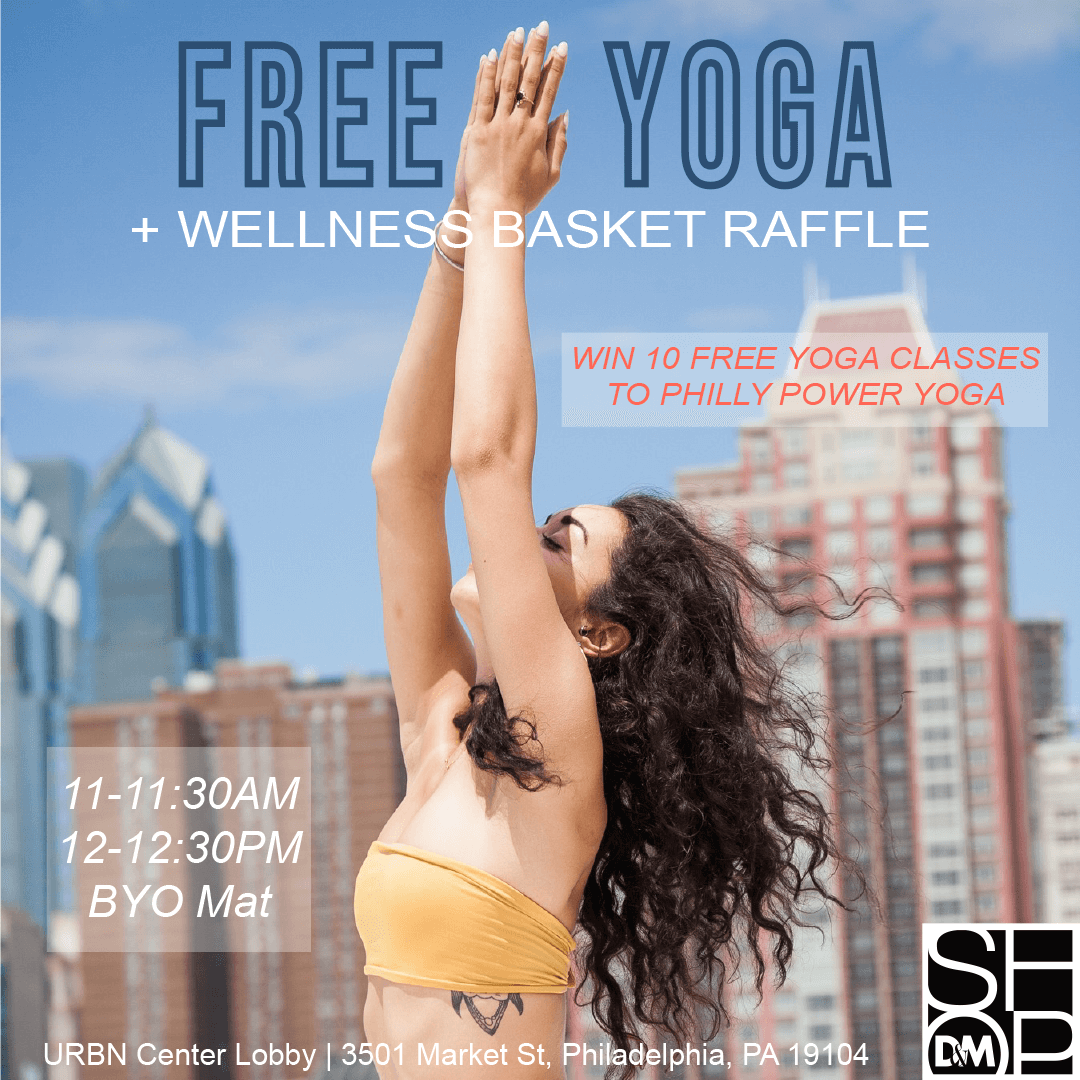 FREE YOGA
+ WELLNESS BASKET RAFFLE
WIN 10 FREE YOGA CLASSES
TO PHILLY POWER YOGA
11-11:30AM
12-12:30PM
BYO Mat
URBN Center Lobby | 3501 Market St, Philadelphia, PA 19104
SHOP
D&M